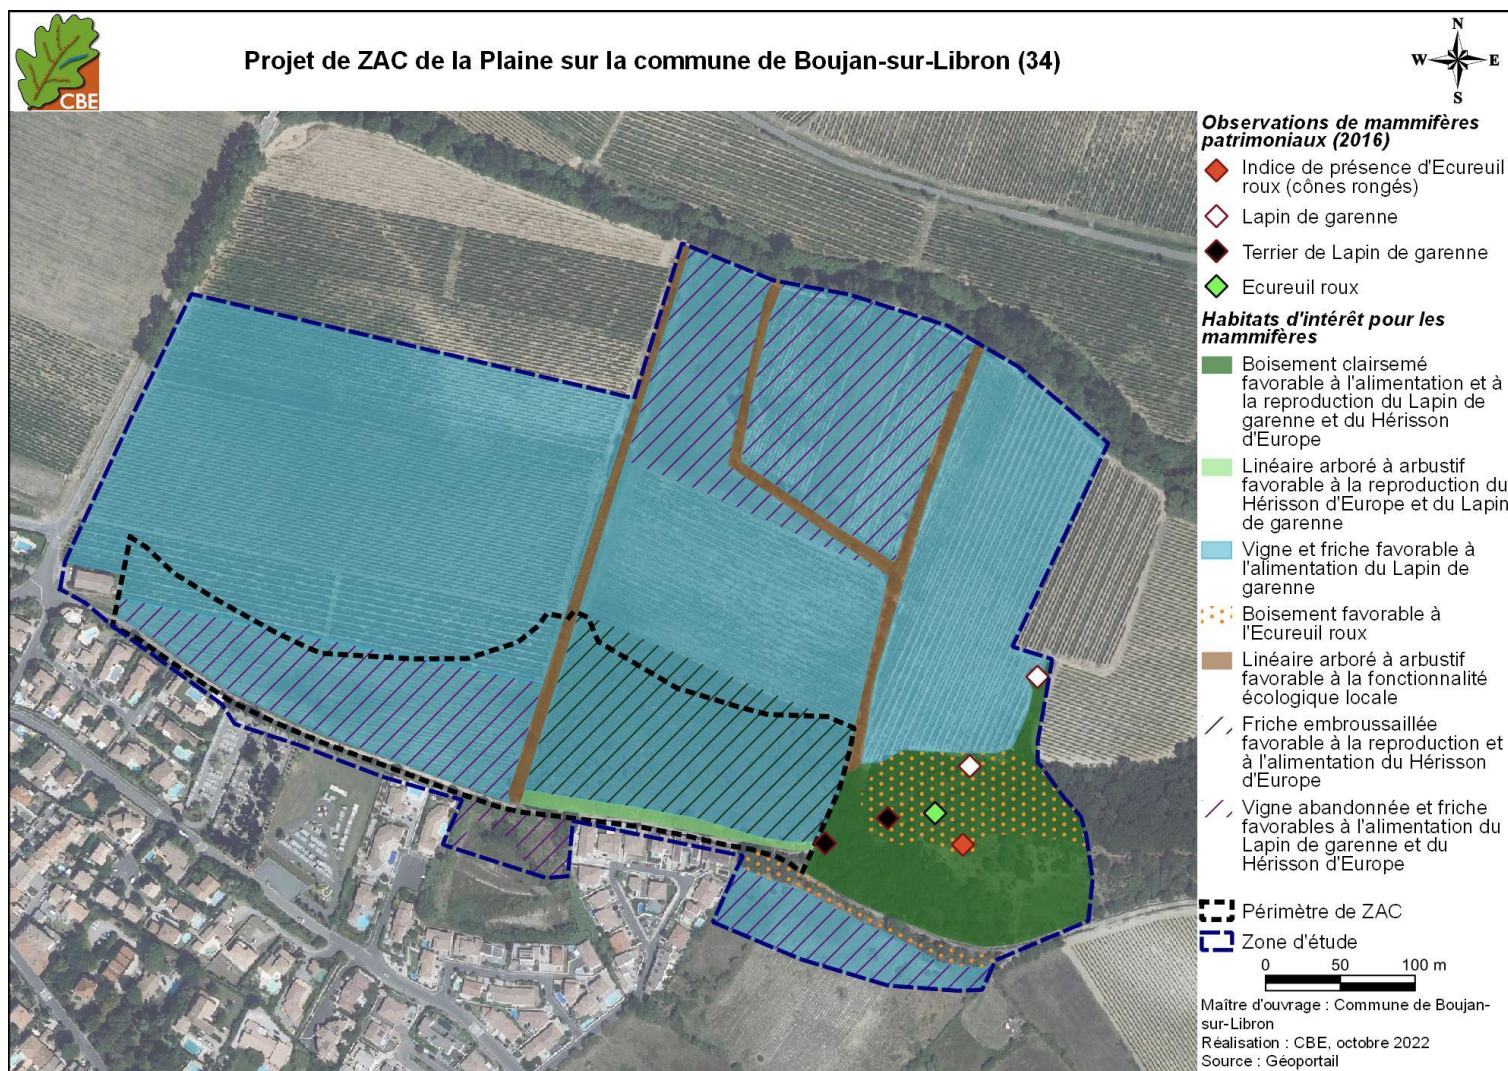 CBE
Projet de ZAC de la Plaine sur la commune de Boujan-sur-Libron (34)
N
W
E
S
Observations de mammifères
patrimoniaux (2016)
Indice de présence d'Ecureuil
roux (cônes rongés)
Lapin de garenne
Terrier de Lapin de garenne
Ecureuil roux
Habitats d'intérêt pour les
mammifères
Boisement clairsemé
favorable à l'alimentation et à
la reproduction du Lapin de
garenne et du Hérisson
d'Europe
Linéaire arboré à arbustif
favorable à la reproduction du
Hérisson d'Europe et du Lapin
de garenne
Vigne et friche favorable à
l'alimentation du Lapin de
garenne
Boisement favorable à
l'Ecureuil roux
Linéaire arboré à arbustif
favorable à la fonctionnalité
écologique locale
Friche embroussaillée
favorable à la reproduction et
à l'alimentation du Hérisson
d'Europe
Vigne abandonnée et friche
favorables à l'alimentation du
Lapin de garenne et du
Hérisson d'Europe
Périmètre de ZAC
Zone d'étude
0 50 100 m
Maître d'ouvrage : Commune de Boujan-
sur-Libron
Réalisation : CBE, octobre 2022
Source : Géoportail